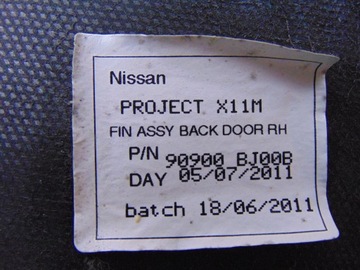 Nissan
PROJECT X11M
FIN ASSY BACK DOOR RH
P/N 90900 BJ00B
DAY 05/07/2011
batch 18/06/2011